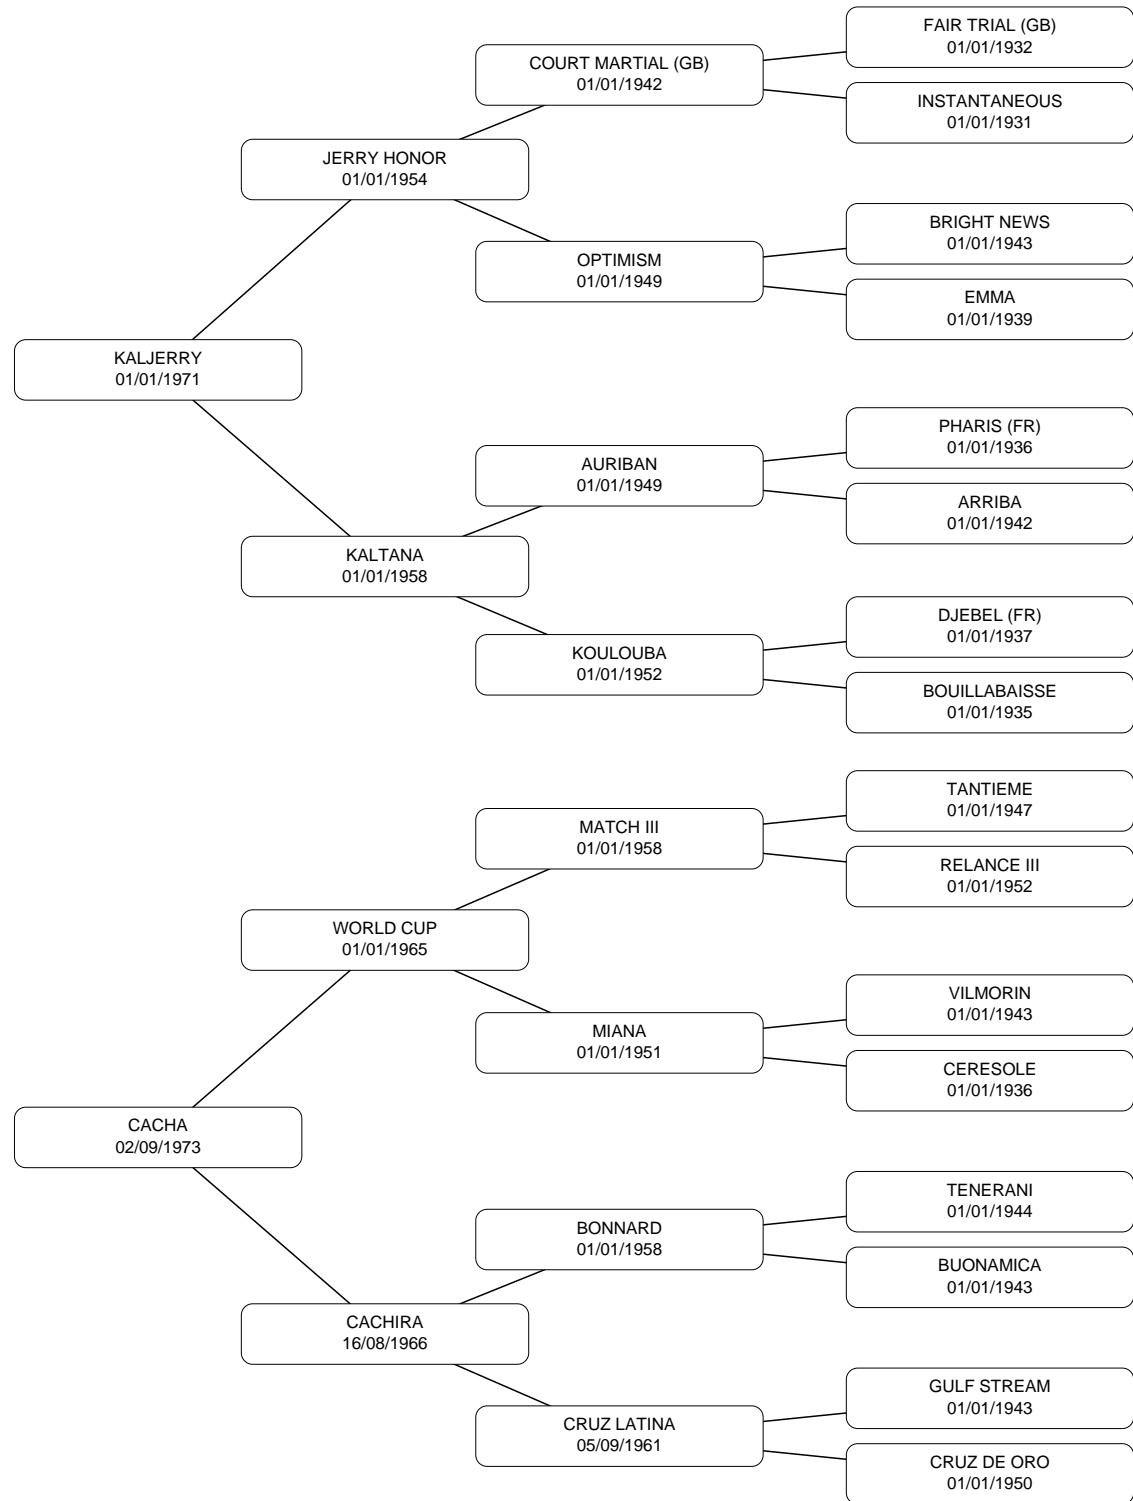 FAIR TRIAL (GB)
01/01/1932
COURT MARTIAL (GB)
01/01/1942
INSTANTANEOUS
01/01/1931
JERRY HONOR
01/01/1954
BRIGHT NEWS
01/01/1943
OPTIMISM
01/01/1949
EMMA
01/01/1939
KALJERRY
01/01/1971
PHARIS (FR)
01/01/1936
AURIBAN
01/01/1949
ARRIBA
01/01/1942
KALTANA
01/01/1958
DJEBEL (FR)
01/01/1937
KOULOUBA
01/01/1952
BOUILLABAISSE
01/01/1935
TANTIEME
01/01/1947
MATCH III
01/01/1958
RELANCE III
01/01/1952
WORLD CUP
01/01/1965
VILMORIN
01/01/1943
MIANA
01/01/1951
CERESOLE
01/01/1936
CACHA
02/09/1973
TENERANI
01/01/1944
BONNARD
01/01/1958
BUONAMICA
01/01/1943
CACHIRA
16/08/1966
GULF STREAM
01/01/1943
CRUZ LATINA
05/09/1961
CRUZ DE ORO
01/01/1950